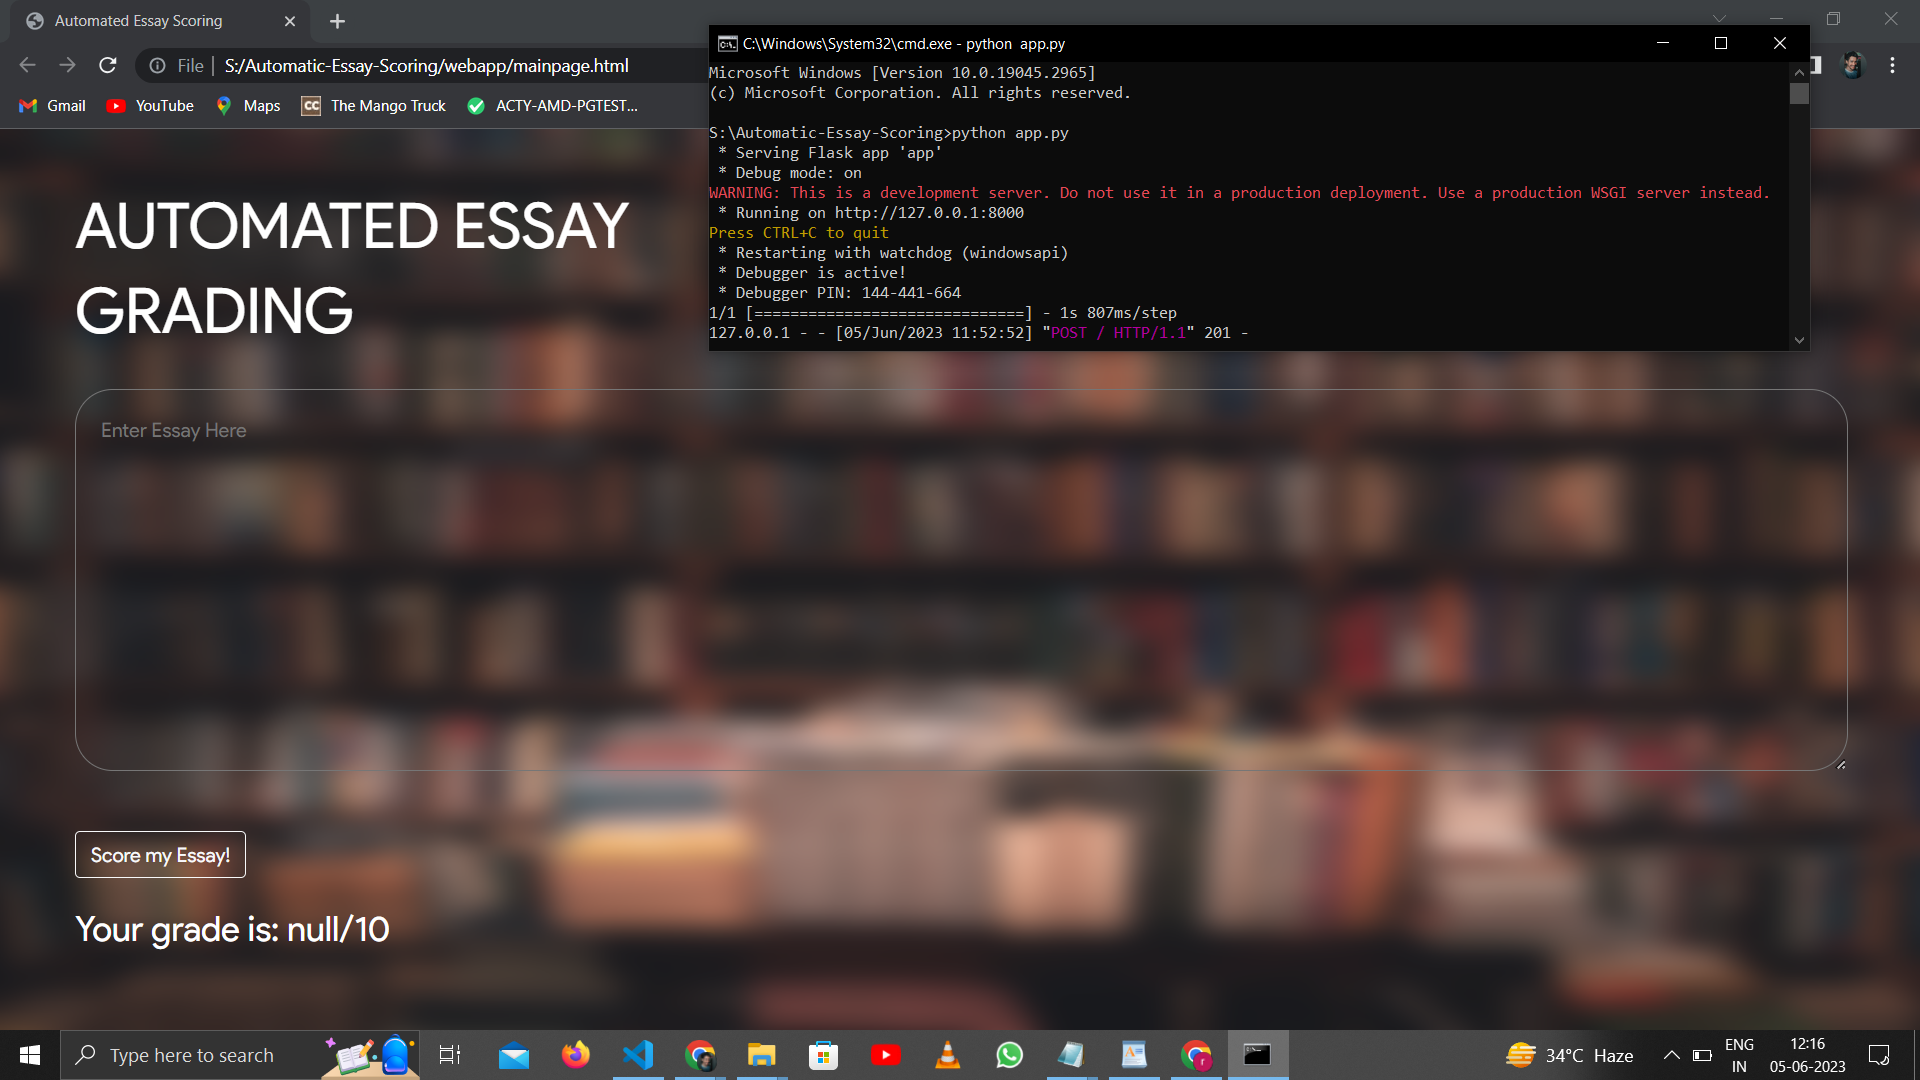 Automated Essay Scoring
File
S:/Automatic-Essay-Scoring/webapp/mainpage.html
Gmail
YouTube
Maps
CC
The Mango Truck
ACTY-AMD-PGTEST...
C:\Windows\System32\cmd.exe - python  app.py
Microsoft Windows [Version 10.0.19045.2965]
(c) Microsoft Corporation. All rights reserved.
S:\Automatic-Essay-Scoring>python app.py
* Serving Flask app 'app'
* Debug mode: on
WARNING: This is a development server. Do not use it in a production deployment. Use a production WSGI server instead.
* Running on http://127.0.0.1:8000
Press CTRL+C to quit
* Restarting with watchdog (windowsapi)
* Debugger is active!
* Debugger PIN: 144-441-664
1/1 [==============================] - 1s 807ms/step
127.0.0.1 - - [05/Jun/2023 11:52:52] "POST / HTTP/1.1" 201 -
AUTOMATED ESSAY
GRADING
Enter Essay Here
Score my Essay!
Your grade is: null/10
Type here to search
34°C Haze
ENG
IN
12:16
05-06-2023